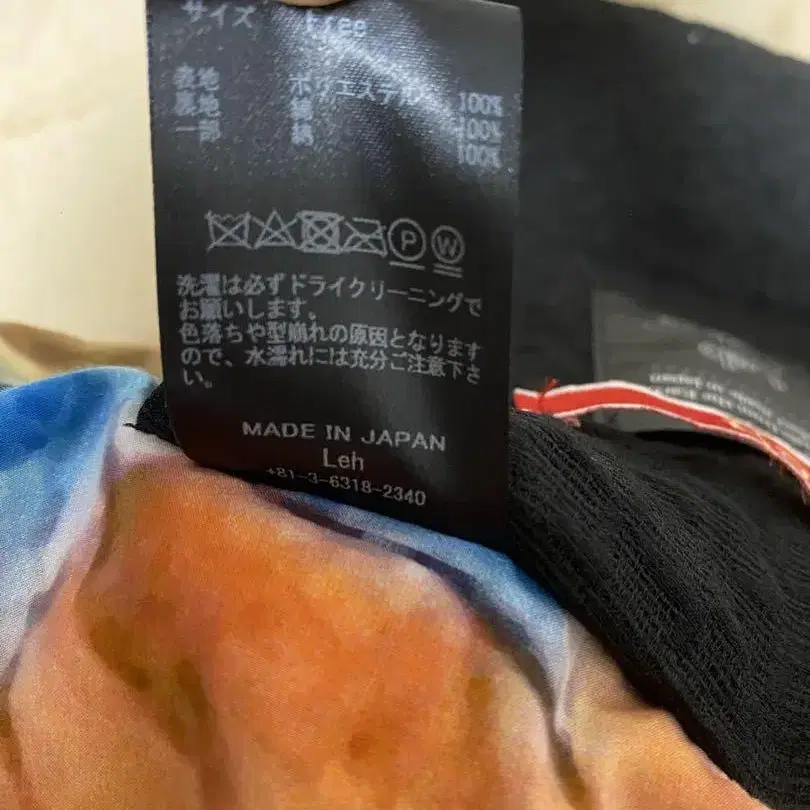 サイズ Free
表地 ポリエステル 100%
裏地 綿 100%
一部 綿 100%
P W
洗濯は必ずドライクリーニングで
お願いします。
色落ちや型崩れの原因となります
ので、水濡れには充分ご注意下さ
い。
MADE IN JAPAN
Leh
+81-3-6318-2340